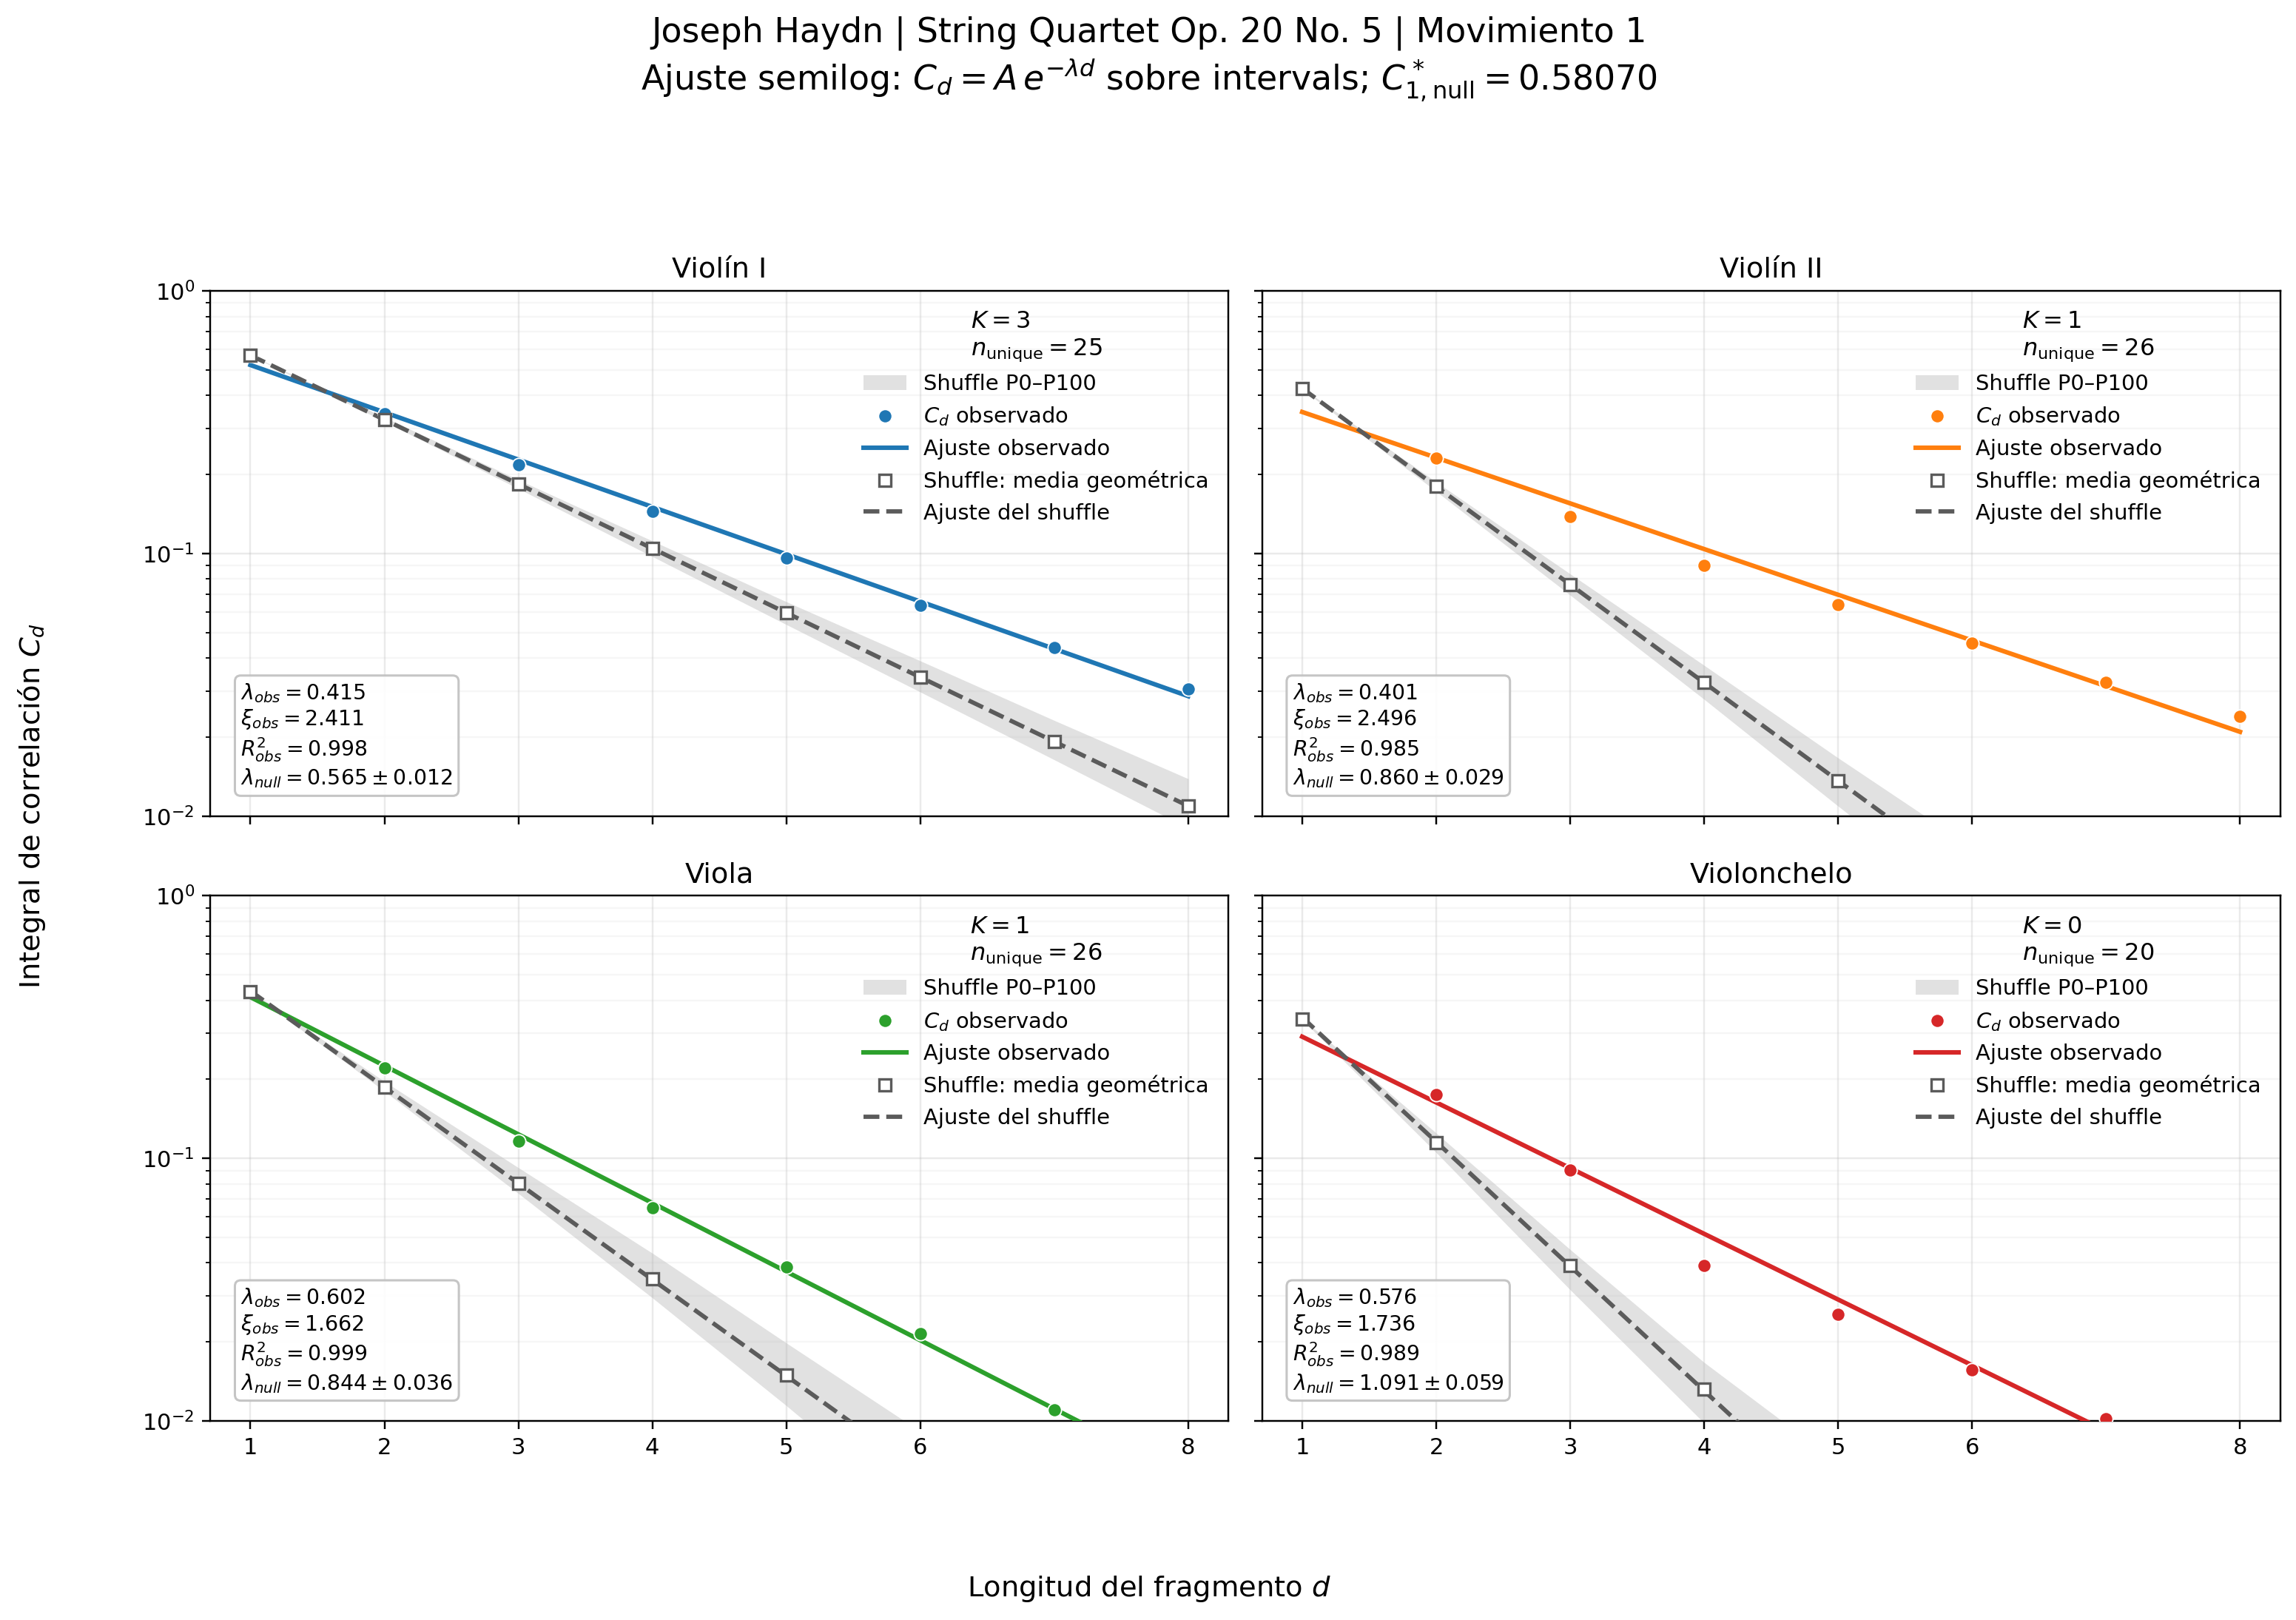 Joseph Haydn | String Quartet Op. 20 No. 5 | Movimiento 1
Ajuste semilog: $C_d = A e^{-\lambda d}$ sobre intervals; $C^*_{1,\mathrm{null}} = 0.58070$
Integral de correlación $C_d$
Violín I
10⁰
10⁻¹
10⁻²
K = 3
$n_{\mathrm{unique}} = 25$
Shuffle P0–P100
$C_d$ observado
Ajuste observado
Shuffle: media geométrica
Ajuste del shuffle
$\lambda_{obs} = 0.415$
$\xi_{obs} = 2.411$
$R^2_{obs} = 0.998$
$\lambda_{null} = 0.565 \pm 0.012$
Violín II
K = 1
$n_{\mathrm{unique}} = 26$
Shuffle P0–P100
$C_d$ observado
Ajuste observado
Shuffle: media geométrica
Ajuste del shuffle
$\lambda_{obs} = 0.401$
$\xi_{obs} = 2.496$
$R^2_{obs} = 0.985$
$\lambda_{null} = 0.860 \pm 0.029$
Viola
10⁰
10⁻¹
10⁻²
K = 1
$n_{\mathrm{unique}} = 26$
Shuffle P0–P100
$C_d$ observado
Ajuste observado
Shuffle: media geométrica
Ajuste del shuffle
$\lambda_{obs} = 0.602$
$\xi_{obs} = 1.662$
$R^2_{obs} = 0.999$
$\lambda_{null} = 0.844 \pm 0.036$
1 2 3 4 5 6 8
Violonchelo
K = 0
$n_{\mathrm{unique}} = 20$
Shuffle P0–P100
$C_d$ observado
Ajuste observado
Shuffle: media geométrica
Ajuste del shuffle
$\lambda_{obs} = 0.576$
$\xi_{obs} = 1.736$
$R^2_{obs} = 0.989$
$\lambda_{null} = 1.091 \pm 0.059$
1 2 3 4 5 6 8
Longitud del fragmento $d$